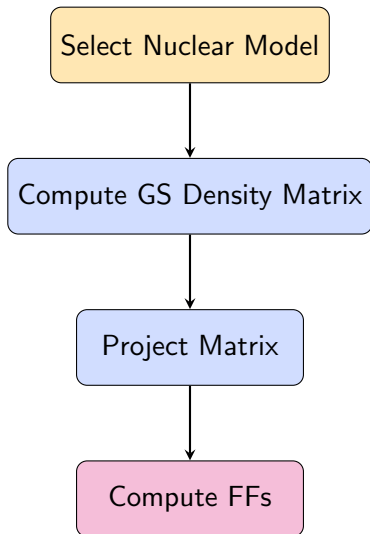 Select Nuclear Model
Compute GS Density Matrix
Project Matrix
Compute FFs